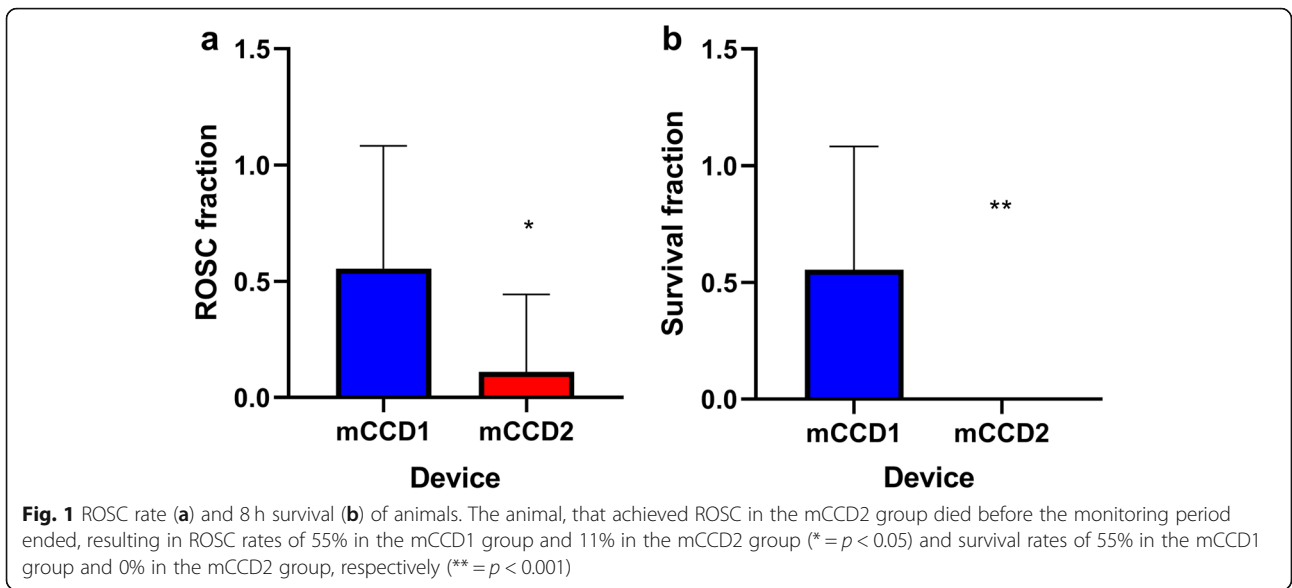 a
1.5
1.0
0.5
0.0
ROSC fraction
*
mCCD1 mCCD2
Device
b
1.5
1.0
0.5
0.0
Survival fraction
**
mCCD1 mCCD2
Device
Fig. 1 ROSC rate (a) and 8 h survival (b) of animals. The animal, that achieved ROSC in the mCCD2 group died before the monitoring period
ended, resulting in ROSC rates of 55% in the mCCD1 group and 11% in the mCCD2 group (* = p < 0.05) and survival rates of 55% in the mCCD1
group and 0% in the mCCD2 group, respectively (** = p < 0.001)